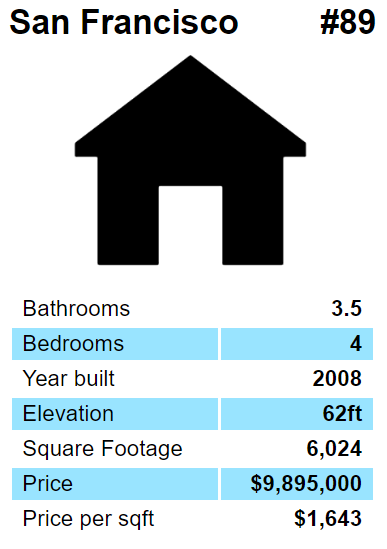 San Francisco #89
Bathrooms 3.5
Bedrooms 4
Year built 2008
Elevation 62ft
Square Footage 6,024
Price $9,895,000
Price per sqft $1,643